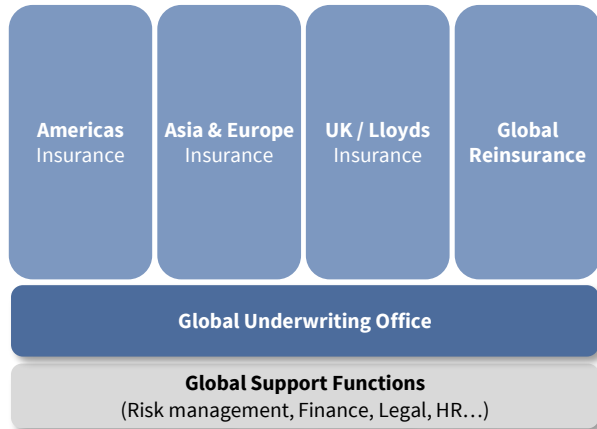 Americas
Insurance
Asia & Europe
Insurance
UK / Lloyds
Insurance
Global
Reinsurance
Global Underwriting Office
Global Support Functions
(Risk management, Finance, Legal, HR…)